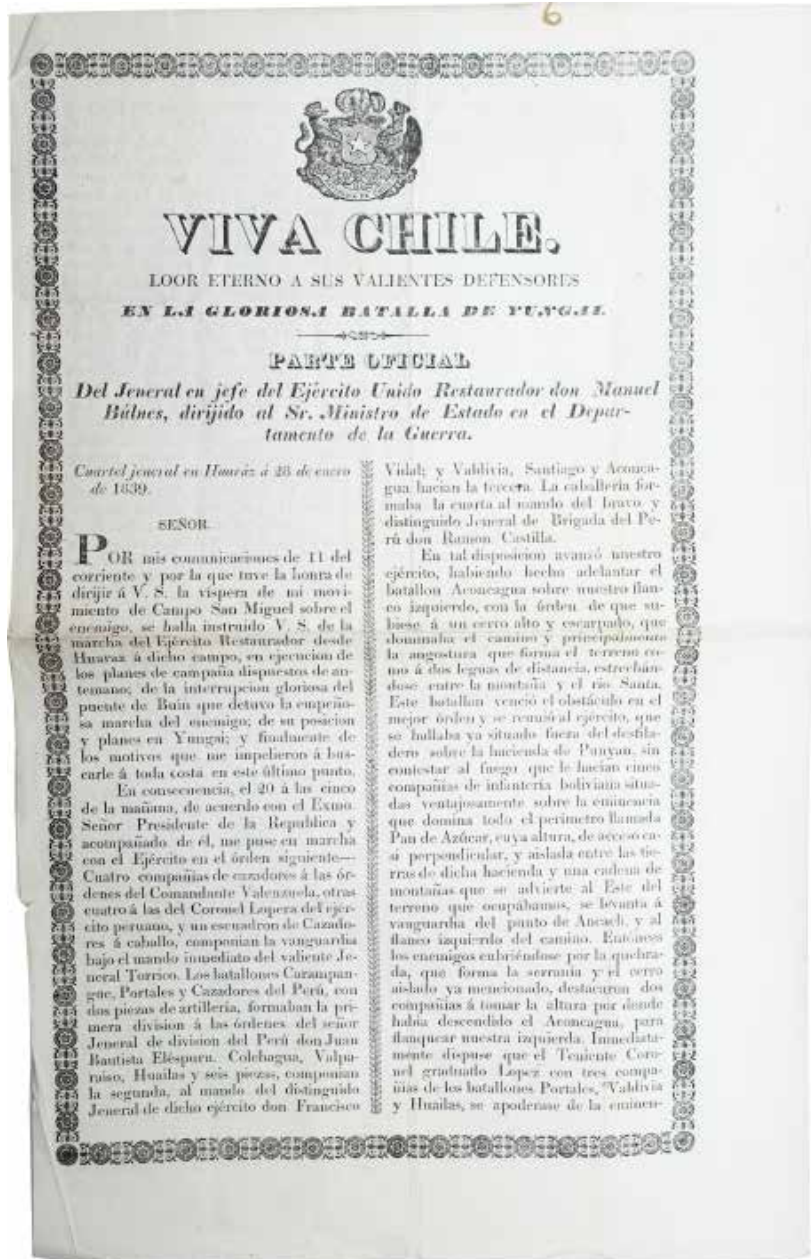 6
VIVA CHILE.
LOOR ETERNO A SUS VALIENTES DEFENSORES
EN LA GLORIOSA BATALLA DE YUNGAI.
PARTE OFICIAL
Del Jeneral en jefe del Ejército Unido Restaurador don Manuel
Búlnes, dirijido al Sr. Ministro de Estado en el Depar-
tamento de la Guerra.
Cuartel jeneral en Huaráz á 28 de enero
de 1839.
SEÑOR.
POR mis comunicaciones de 11 del
corriente y por la que tuve la honra de
dirijir á V. S. la vispera de mi movi-
miento de Campo San Miguel sobre el
enemigo, se halla instruido V. S. de la
marcha del Ejército Restaurador desde
Huaraz á dicho campo, en ejecucion de
los planes de campaña dispuestos de an-
temano; de la interrupcion gloriosa del
puente de Buin que detuvo la empeño-
sa marcha del enemigo; de su posicion
y planes en Yungai; y finalmente de
los motivos que me impelieron á bus-
carle á toda costa en este último punto.
En consecuencia, el 20 á las cinco
de la mañana, de acuerdo con el Exmo.
Señor Presidente de la Republica y
acompañado de él, me puse en marcha
con el Ejército en el órden siguiente—
Cuatro compañias de cazadores á las ór-
denes del Comandante Valenzuela, otras
cuatro á las del Coronel Lopera del ejér-
cito peruano, y un escuadron de Cazado-
res á caballo, componian la vanguardia
bajo el mando inmediato del valiente Je-
neral Torrico. Los batallones Carampan-
gue, Portales y Cazadores del Perú, con
dos piezas de artillería, formaban la pri-
mera division á las órdenes del señor
Jeneral de division del Perú don Juan
Bautista Eléspuru. Colchagua, Valpa-
raiso, Huailas y seis piezas, componian
la segunda, al mando del distinguido
Jeneral de dicho ejército don Francisco
Vidal; y Valdivia, Santiago y Aconca-
gua hacian la tercera. La caballería for-
maba la cuarta al mando del bravo y
distinguido Jeneral de Brigada del Pe-
rú don Ramon Castilla.
En tal disposicion avanzó nuestro
ejército, habiendo hecho adelantar el
batallon Aconcagua sobre nuestro flan-
co izquierdo, con la órden de que su-
biese á un cerro alto y escarpado, que
dominaba el camino y principalmente
la angostura que forma el terreno co-
mo á dos leguas de distancia, estrechán-
dose entre la montaña y el rio Santa.
Este batallon venció el obstáculo en el
mejor órden y se reunió al ejército, que
se hallaba ya situado fuera del desfila-
dero sobre la hacienda de Punyan, sin
contestar al fuego que le hacian cinco
compañias de infanteria boliviana situa-
das ventajosamente sobre la eminencia
que domina todo el perimetro llamada
Pan de Azúcar, cuya altura, de acceso ca-
si perpendicular, y aislada entre las tie-
rras de dicha hacienda y una cadena de
montañas que se advierte al Este del
terreno que ocupábamos, se levanta á
vanguardia del punto de Ancach, y al
flanco izquierdo del camino. Entonces
los enemigos cubriéndose por la quebra-
da, que forma la serrania y el cerro
aislado ya mencionado, destacaron dos
compañias á tomar la altura por donde
habia descendido el Aconcagua, para
flanquear nuestra izquierda. Inmediata-
mente dispuse que el Teniente Coro-
nel graduado Lopez con tres compa-
ñias de los batallones Portales, Valdivia
y Huailas, se apoderase de la eminen-